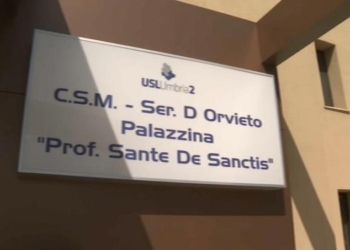 USLUmbria2
C.S.M. - Ser. D Orvieto
Palazzina
"Prof. Sante De Sanctis"